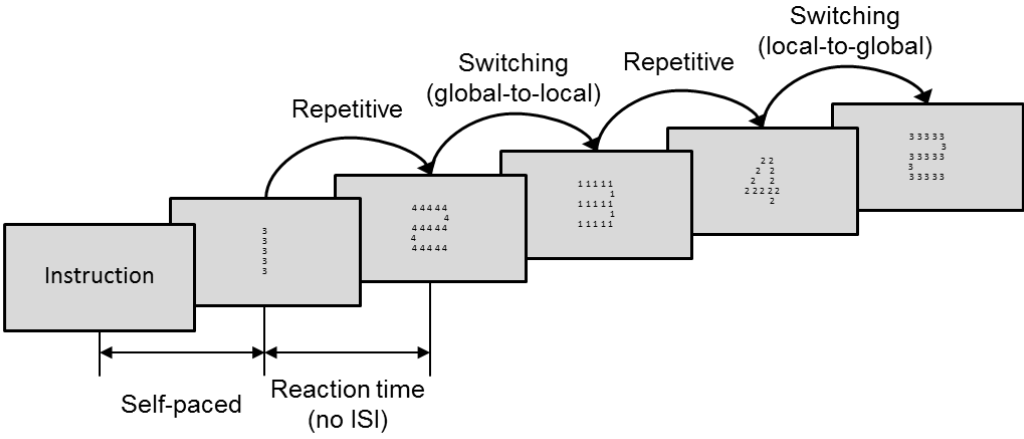 Switching
(local-to-global)
Switching
(global-to-local)
Repetitive
Repetitive
Instruction
3
3
3
3
3
4 4 4 4 4
4
4 4 4 4 4
4
4 4 4 4 4
1 1 1 1 1
1
1 1 1 1 1
1
1 1 1 1 1
2 2
2 2
2 2
2 2 2 2 2
2
3 3 3 3 3
3
3 3 3 3 3
3
3 3 3 3 3
Self-paced
Reaction time
(no ISI)